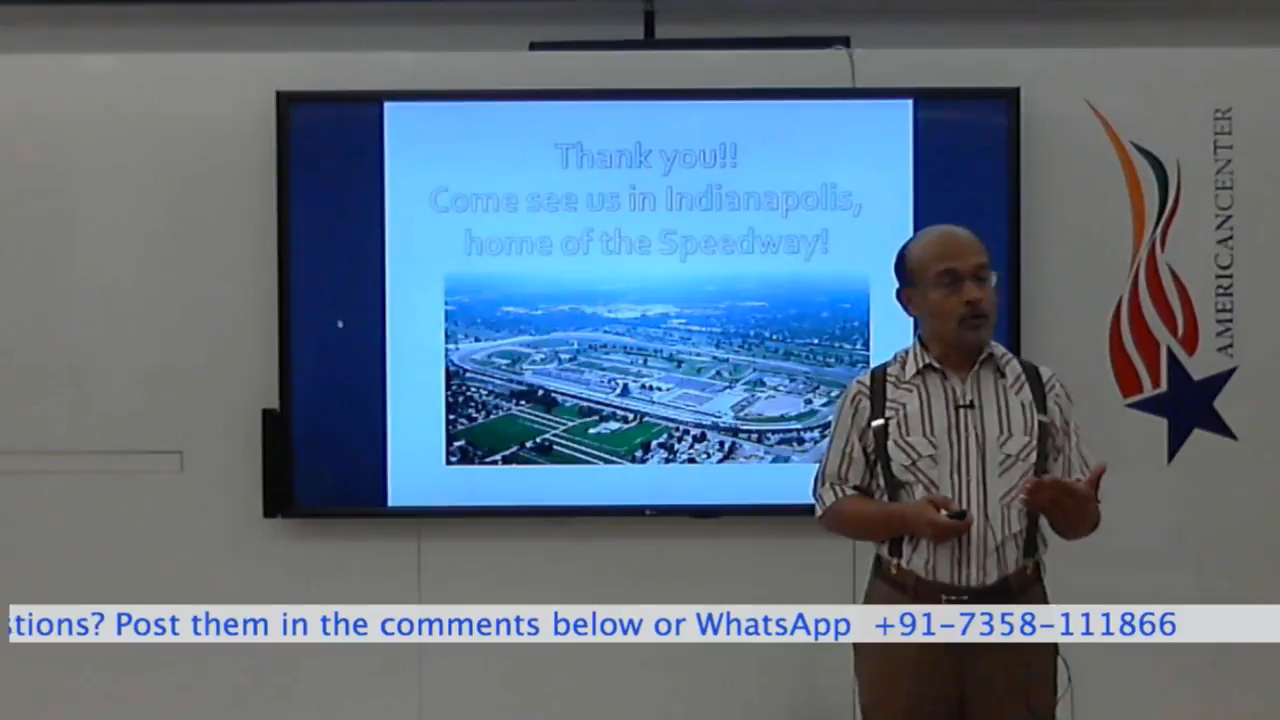 Thank you!!
Come see us in Indianapolis,
home of the Speedway!
AMERICANCENTER
stions? Post them in the comments below or WhatsApp +91-7358-111866